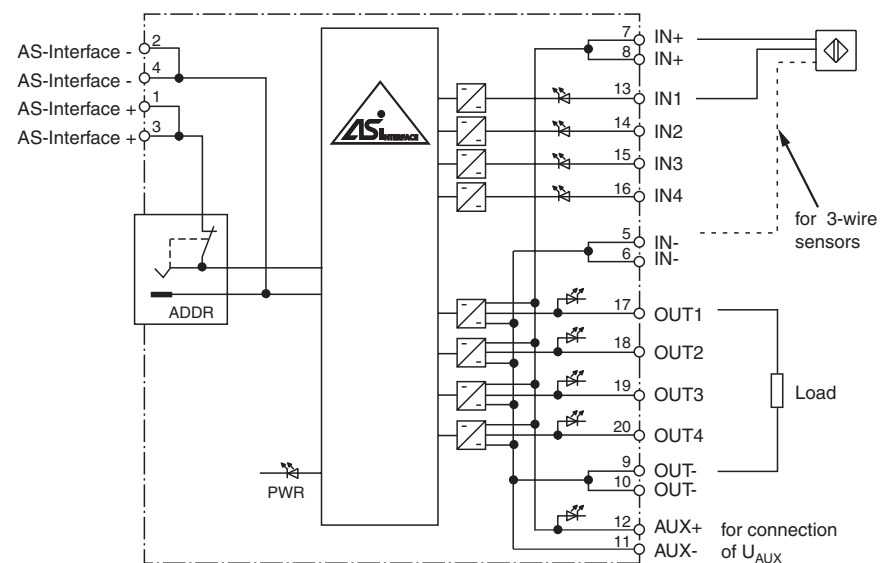 AS-Interface - 2
AS-Interface - 4
AS-Interface + 1
AS-Interface + 3
ADDR
PWR
ASi INTERFACE
7 IN+
8 IN+
13 IN1
14 IN2
15 IN3
16 IN4
5 IN-
6 IN-
17 OUT1
18 OUT2
19 OUT3
20 OUT4
9 OUT-
10 OUT-
12 AUX+
11 AUX-
for 3-wire
sensors
Load
for connection
of UAUX